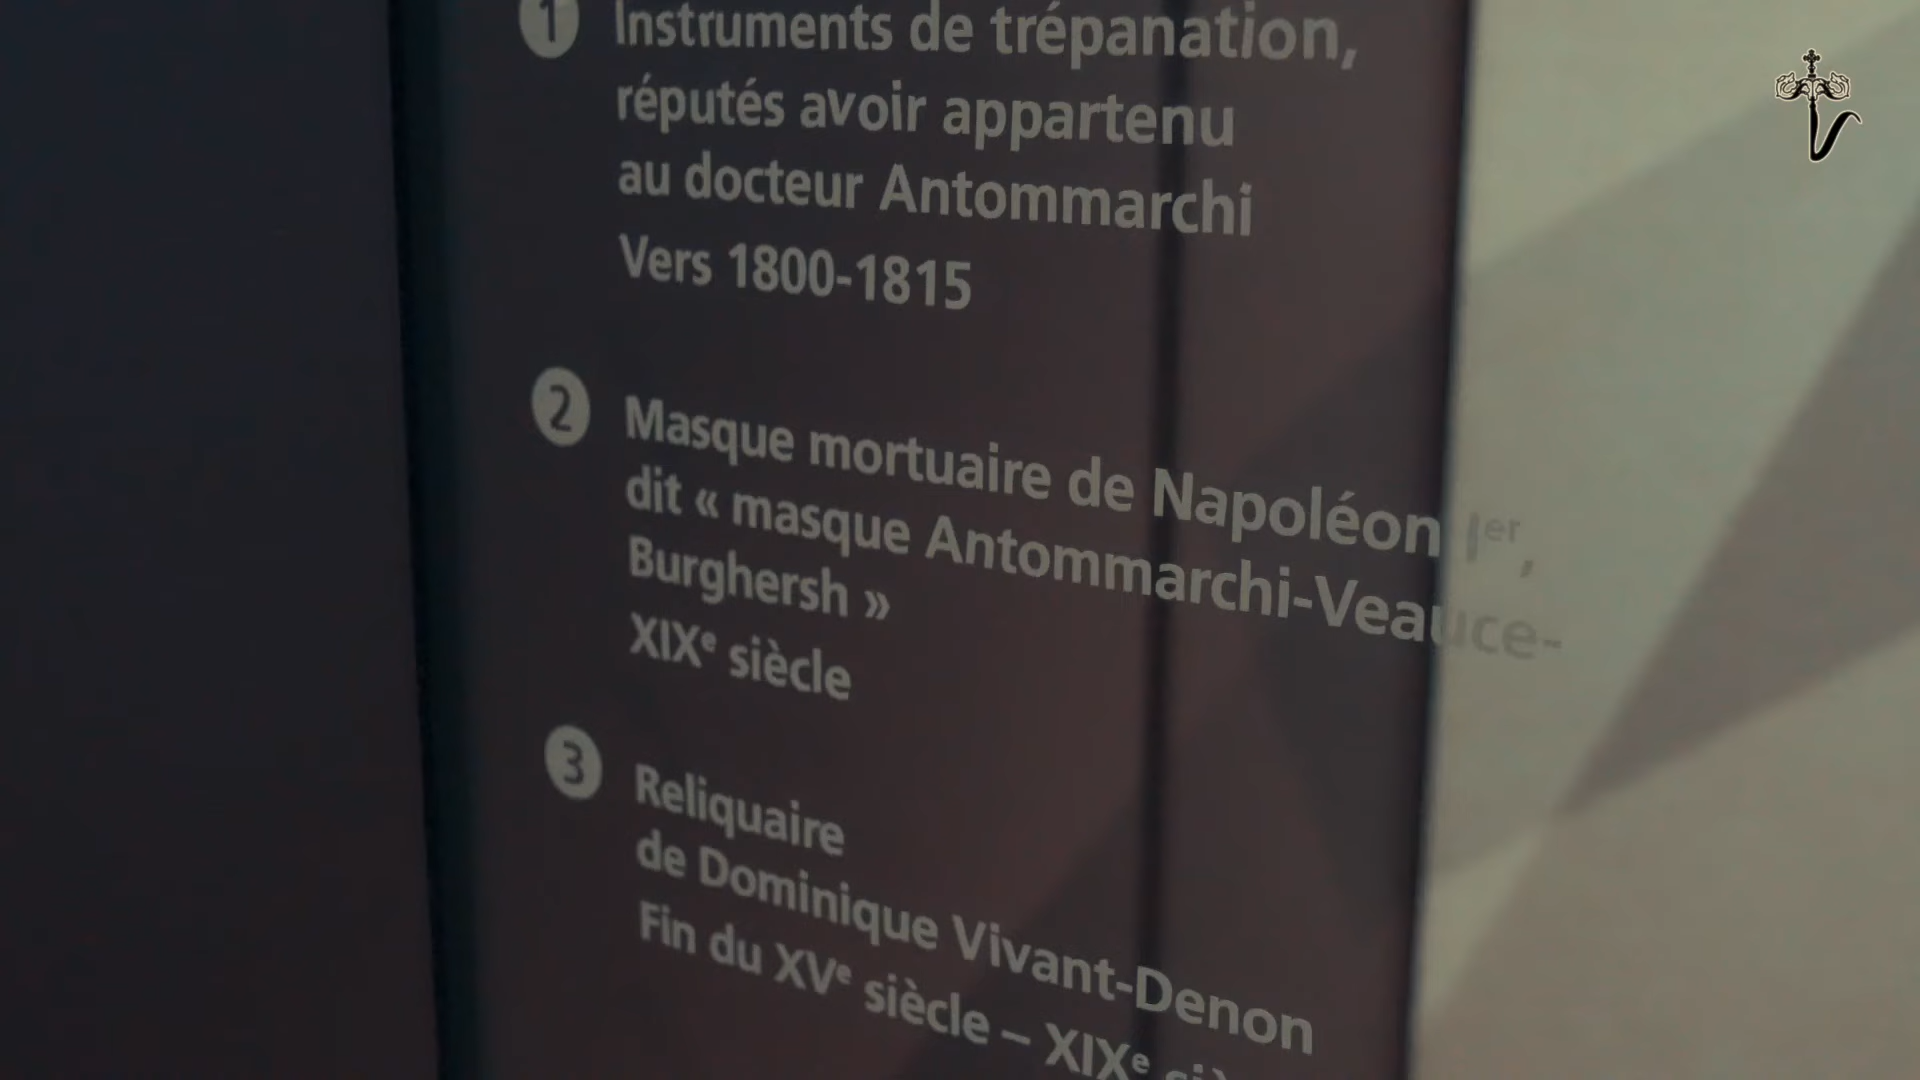 1 Instruments de trépanation,
réputés avoir appartenu
au docteur Antommarchi
Vers 1800-1815
2 Masque mortuaire de Napoléon Ier,
dit « masque Antommarchi-Veauce-
Burghersh »
XIXe siècle
3 Reliquaire
de Dominique Vivant-Denon
Fin du XVe siècle – XIXe